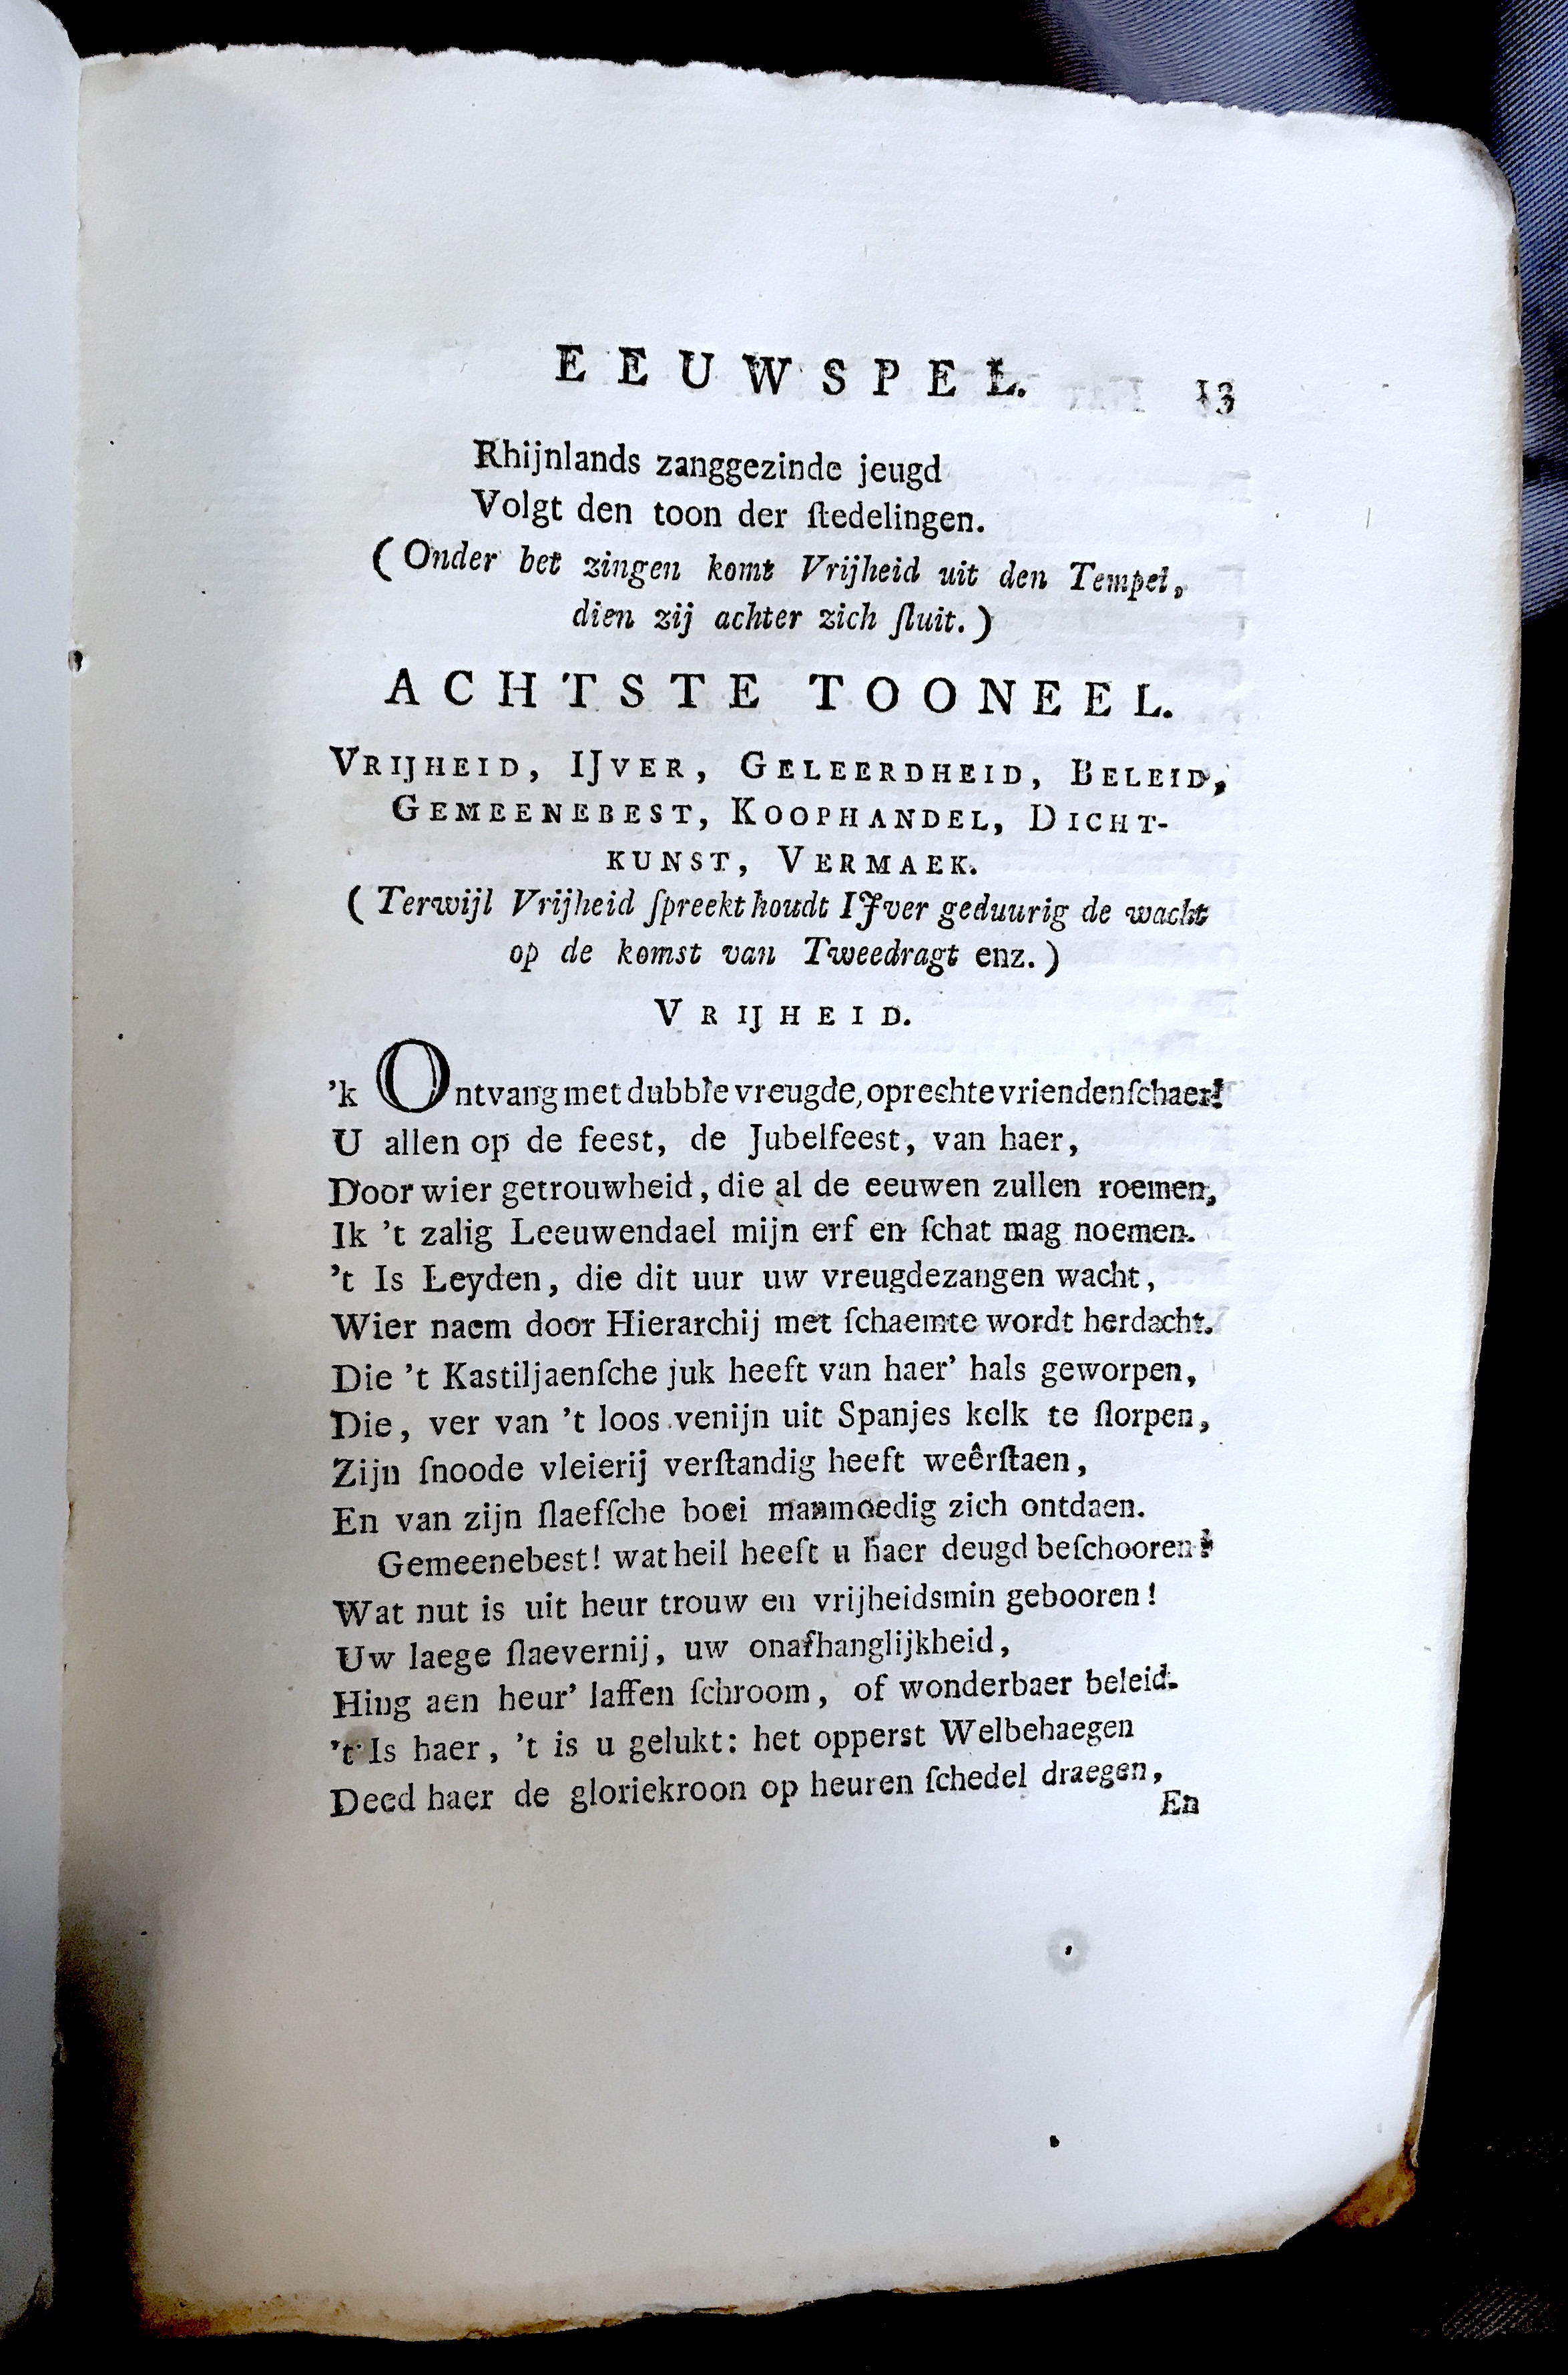 EEUWSPEL. 13
Rhijnlands zanggezinde jeugd
Volgt den toon der ſtedelingen.
(Onder het zingen komt Vrijheid uit den Tempel,
dien zij achter zich ſluit.)
ACHTSTE TOONEEL.
VRIJHEID, IJVER, GELEERDHEID, BELEID,
GEMEENEBEST, KOOPHANDEL, DICHT-
KUNST, VERMAEK.
(Terwijl Vrijheid ſpreekt houdt IJver geduurig de wacht
op de komst van Tweedragt enz.)
VRIJHEID.
'k Ontvang met dubble vreugde, oprechte vriendenſchaer!
U allen op de feest, de Jubelfeest, van haer,
Door wier getrouwheid, die al de eeuwen zullen roemen,
Ik 't zalig Leeuwendael mijn erf en ſchat mag noemen.
't Is Leyden, die dit uur uw vreugdezangen wacht,
Wier naem door Hierarchij met ſchaemte wordt herdacht.
Die 't Kastiljaenſche juk heeft van haer' hals geworpen,
Die, ver van 't loos venijn uit Spanjes kelk te ſlorpen,
Zijn ſnoode vleierij verſtandig heeft weêrſtaen,
En van zijn ſlaefſche boei manmoedig zich ontdaen.
Gemeenebest! wat heil heeft u haer deugd beſchooren!
Wat nut is uit heur trouw en vrijheidsmin gebooren!
Uw laege ſlaevernij, uw onafhanglijkheid,
Hing aen heur' laffen ſchroom, of wonderbaer beleid.
't Is haer, 't is u gelukt: het opperst Welbehaegen
Deed haer de gloriekroon op heuren ſchedel draegen,
En